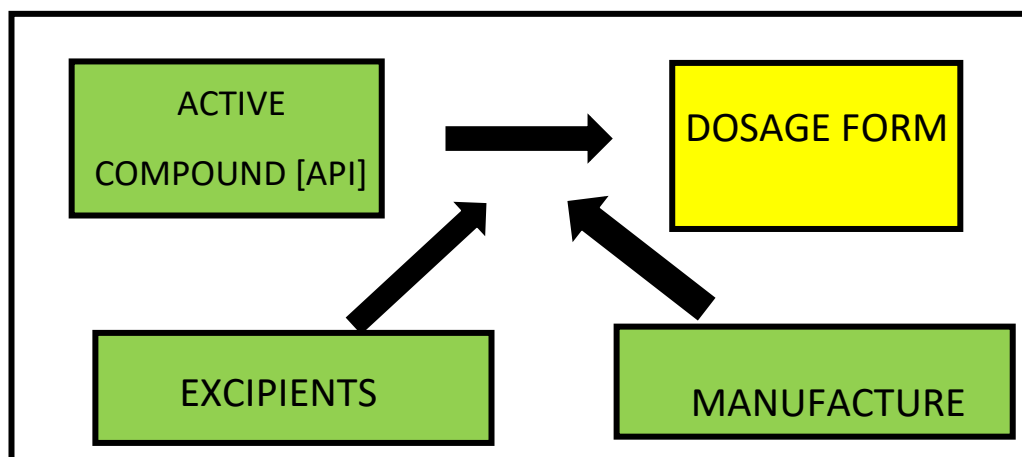 ACTIVE
COMPOUND [API]
DOSAGE FORM
EXCIPIENTS
MANUFACTURE